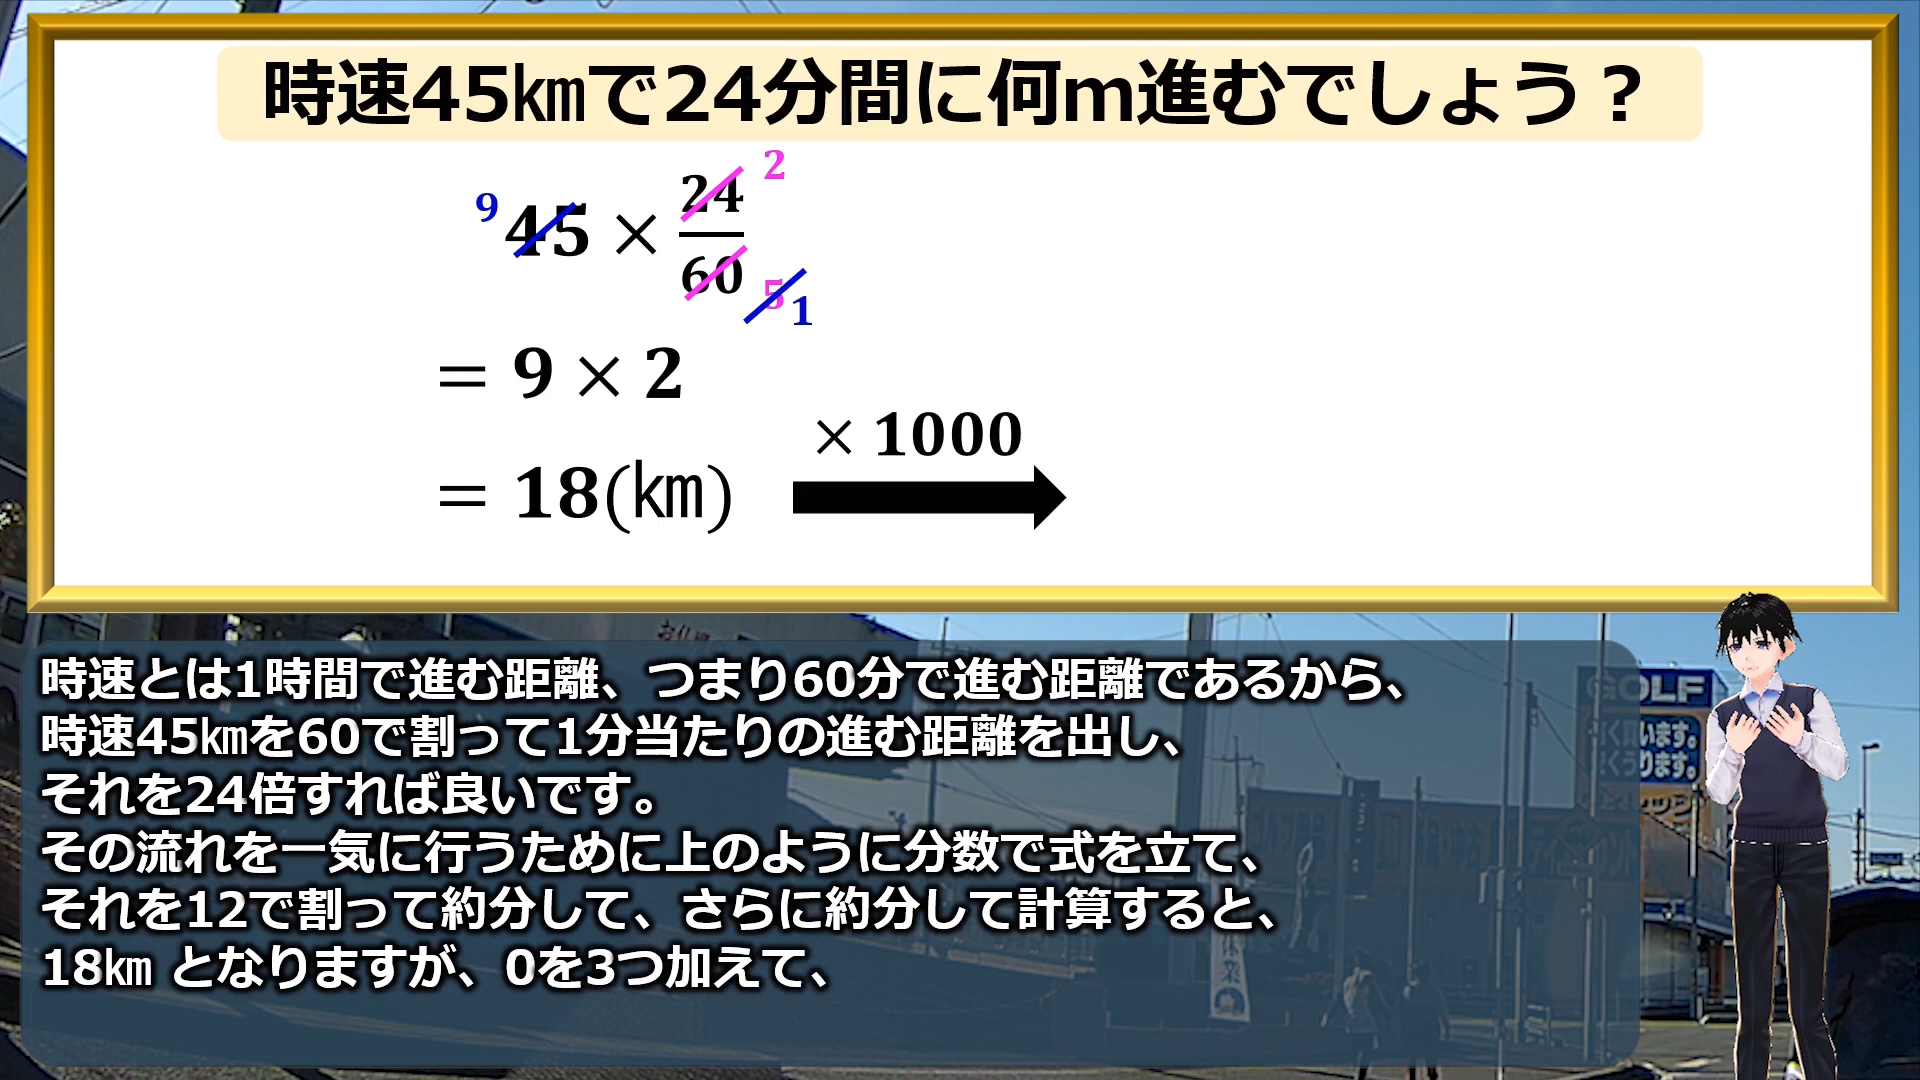 時速45㎞で24分間に何m進むでしょう？
9 45 × 24/60 2 5 1
= 9 × 2
× 1000
= 18(㎞)
時速とは1時間で進む距離、つまり60分で進む距離であるから、
時速45㎞を60で割って1分当たりの進む距離を出し、
それを24倍すれば良いです。
その流れを一気に行うために上のように分数で式を立て、
それを12で割って約分して、さらに約分して計算すると、
18㎞ となりますが、0を3つ加えて、
GOLF